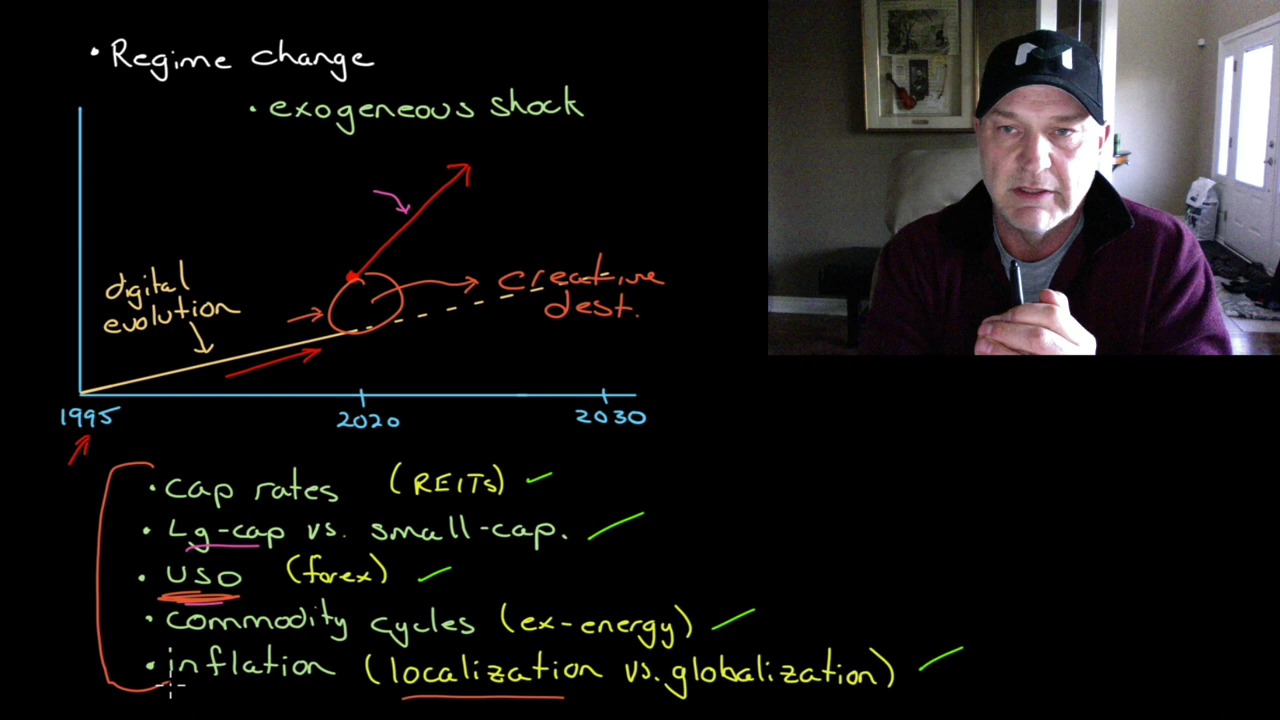 • Regime change
• exogeneous shock
digital
evolution
creative
dest.
1995
2020
2030
• cap rates (REITs) ✓
• Lg-cap vs. small-cap. ✓
• USD (forex) ✓
• commodity cycles (ex-energy) ✓
• inflation (localization vs. globalization) ✓